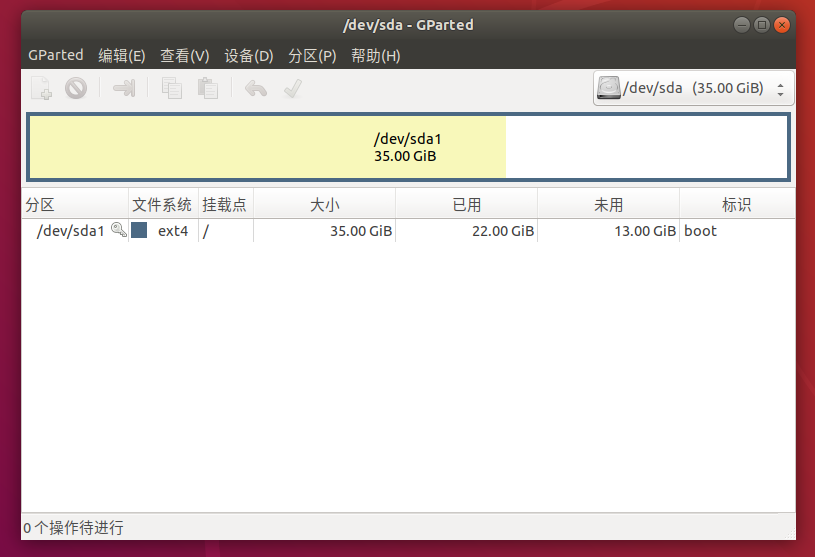 /dev/sda - GParted
GParted 编辑(E) 查看(V) 设备(D) 分区(P) 帮助(H)
/dev/sda (35.00 GiB)
/dev/sda1
35.00 GiB
分区 文件系统 挂载点 大小 已用 未用 标识
/dev/sda1 ext4 / 35.00 GiB 22.00 GiB 13.00 GiB boot
0 个操作待进行